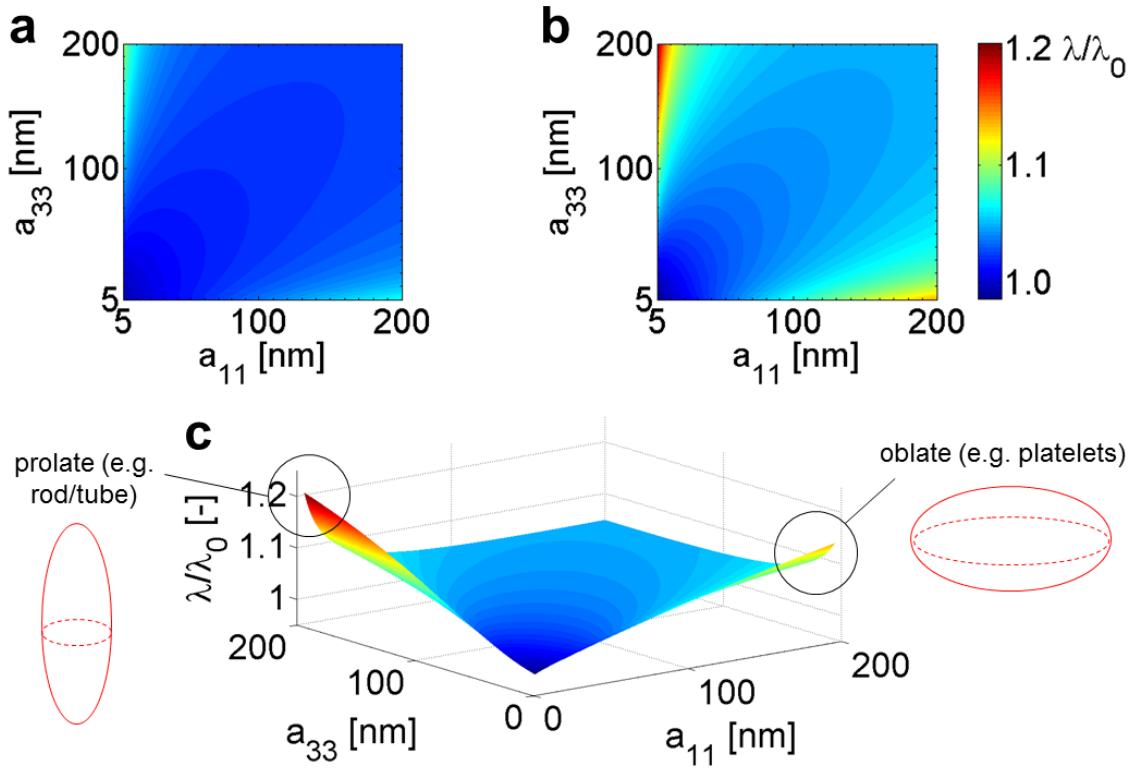 a
b
200
100
5
a33 [nm]
5
100
200
a11 [nm]
200
100
5
a33 [nm]
5
100
200
a11 [nm]
1.2 λ/λ0
1.1
1.0
c
prolate (e.g.
rod/tube)
oblate (e.g. platelets)
1.2
1.1
1
λ/λ0 [-]
200
100
0
a33 [nm]
0
100
200
a11 [nm]